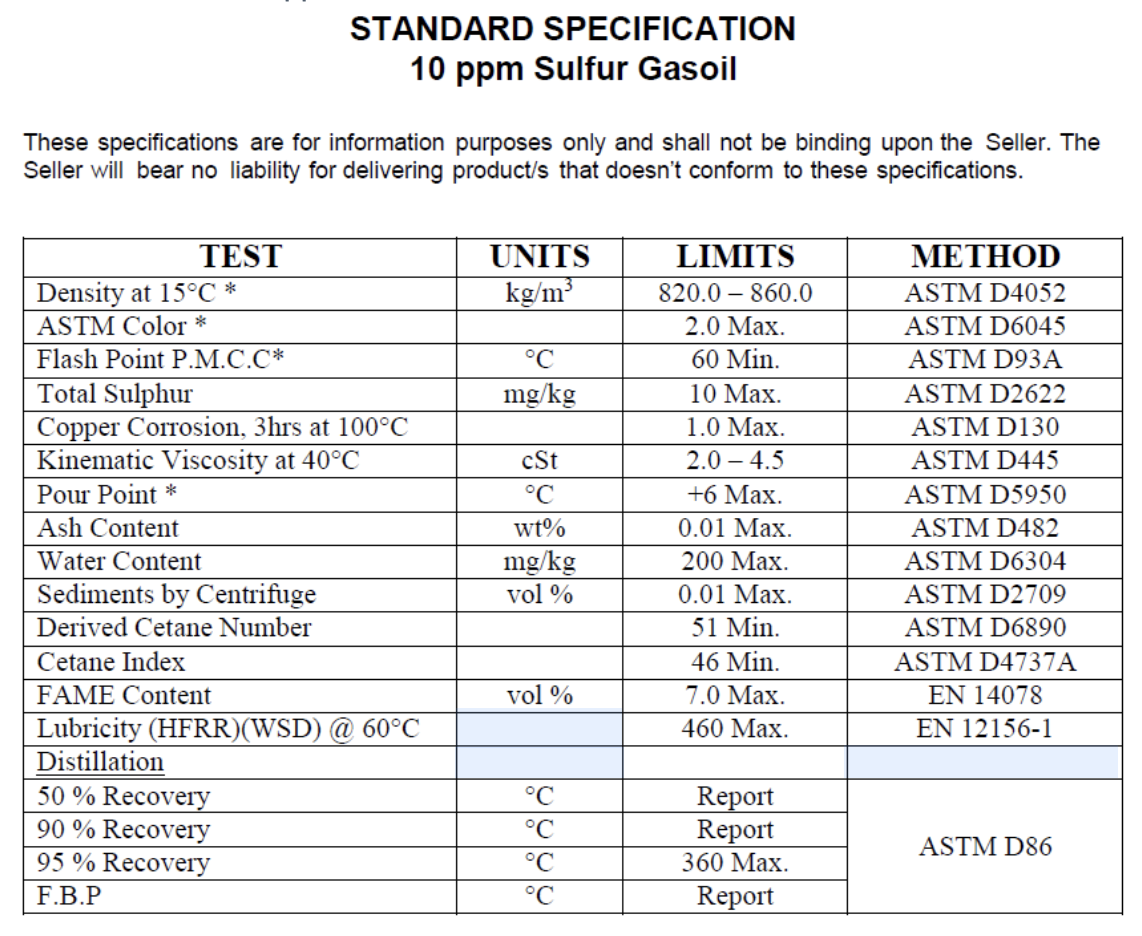 STANDARD SPECIFICATION
10 ppm Sulfur Gasoil
These specifications are for information purposes only and shall not be binding upon the Seller. The
Seller will bear no liability for delivering product/s that doesn't conform to these specifications.
TEST UNITS LIMITS METHOD
Density at 15°C * kg/m³ 820.0 – 860.0 ASTM D4052
ASTM Color * 2.0 Max. ASTM D6045
Flash Point P.M.C.C* °C 60 Min. ASTM D93A
Total Sulphur mg/kg 10 Max. ASTM D2622
Copper Corrosion, 3hrs at 100°C 1.0 Max. ASTM D130
Kinematic Viscosity at 40°C cSt 2.0 – 4.5 ASTM D445
Pour Point * °C +6 Max. ASTM D5950
Ash Content wt% 0.01 Max. ASTM D482
Water Content mg/kg 200 Max. ASTM D6304
Sediments by Centrifuge vol % 0.01 Max. ASTM D2709
Derived Cetane Number 51 Min. ASTM D6890
Cetane Index 46 Min. ASTM D4737A
FAME Content vol % 7.0 Max. EN 14078
Lubricity (HFRR)(WSD) @ 60°C 460 Max. EN 12156-1
Distillation
50 % Recovery °C Report
90 % Recovery °C Report
ASTM D86
95 % Recovery °C 360 Max.
F.B.P °C Report